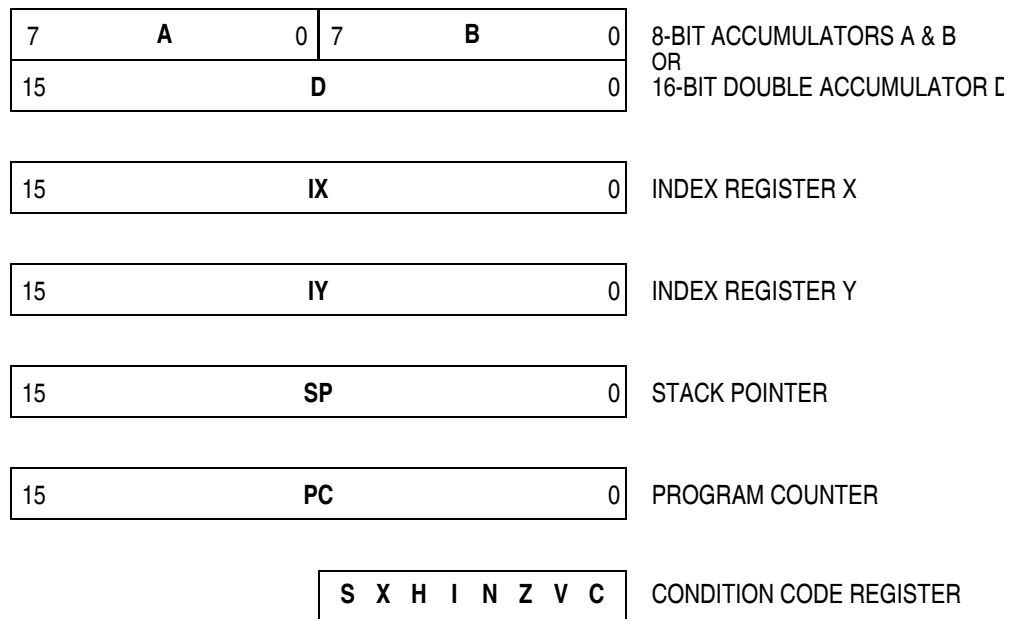 7 A 0 7 B 0 8-BIT ACCUMULATORS A & B
OR
15 D 0 16-BIT DOUBLE ACCUMULATOR
15 IX 0 INDEX REGISTER X
15 IY 0 INDEX REGISTER Y
15 SP 0 STACK POINTER
15 PC 0 PROGRAM COUNTER
S X H I N Z V C CONDITION CODE REGISTER